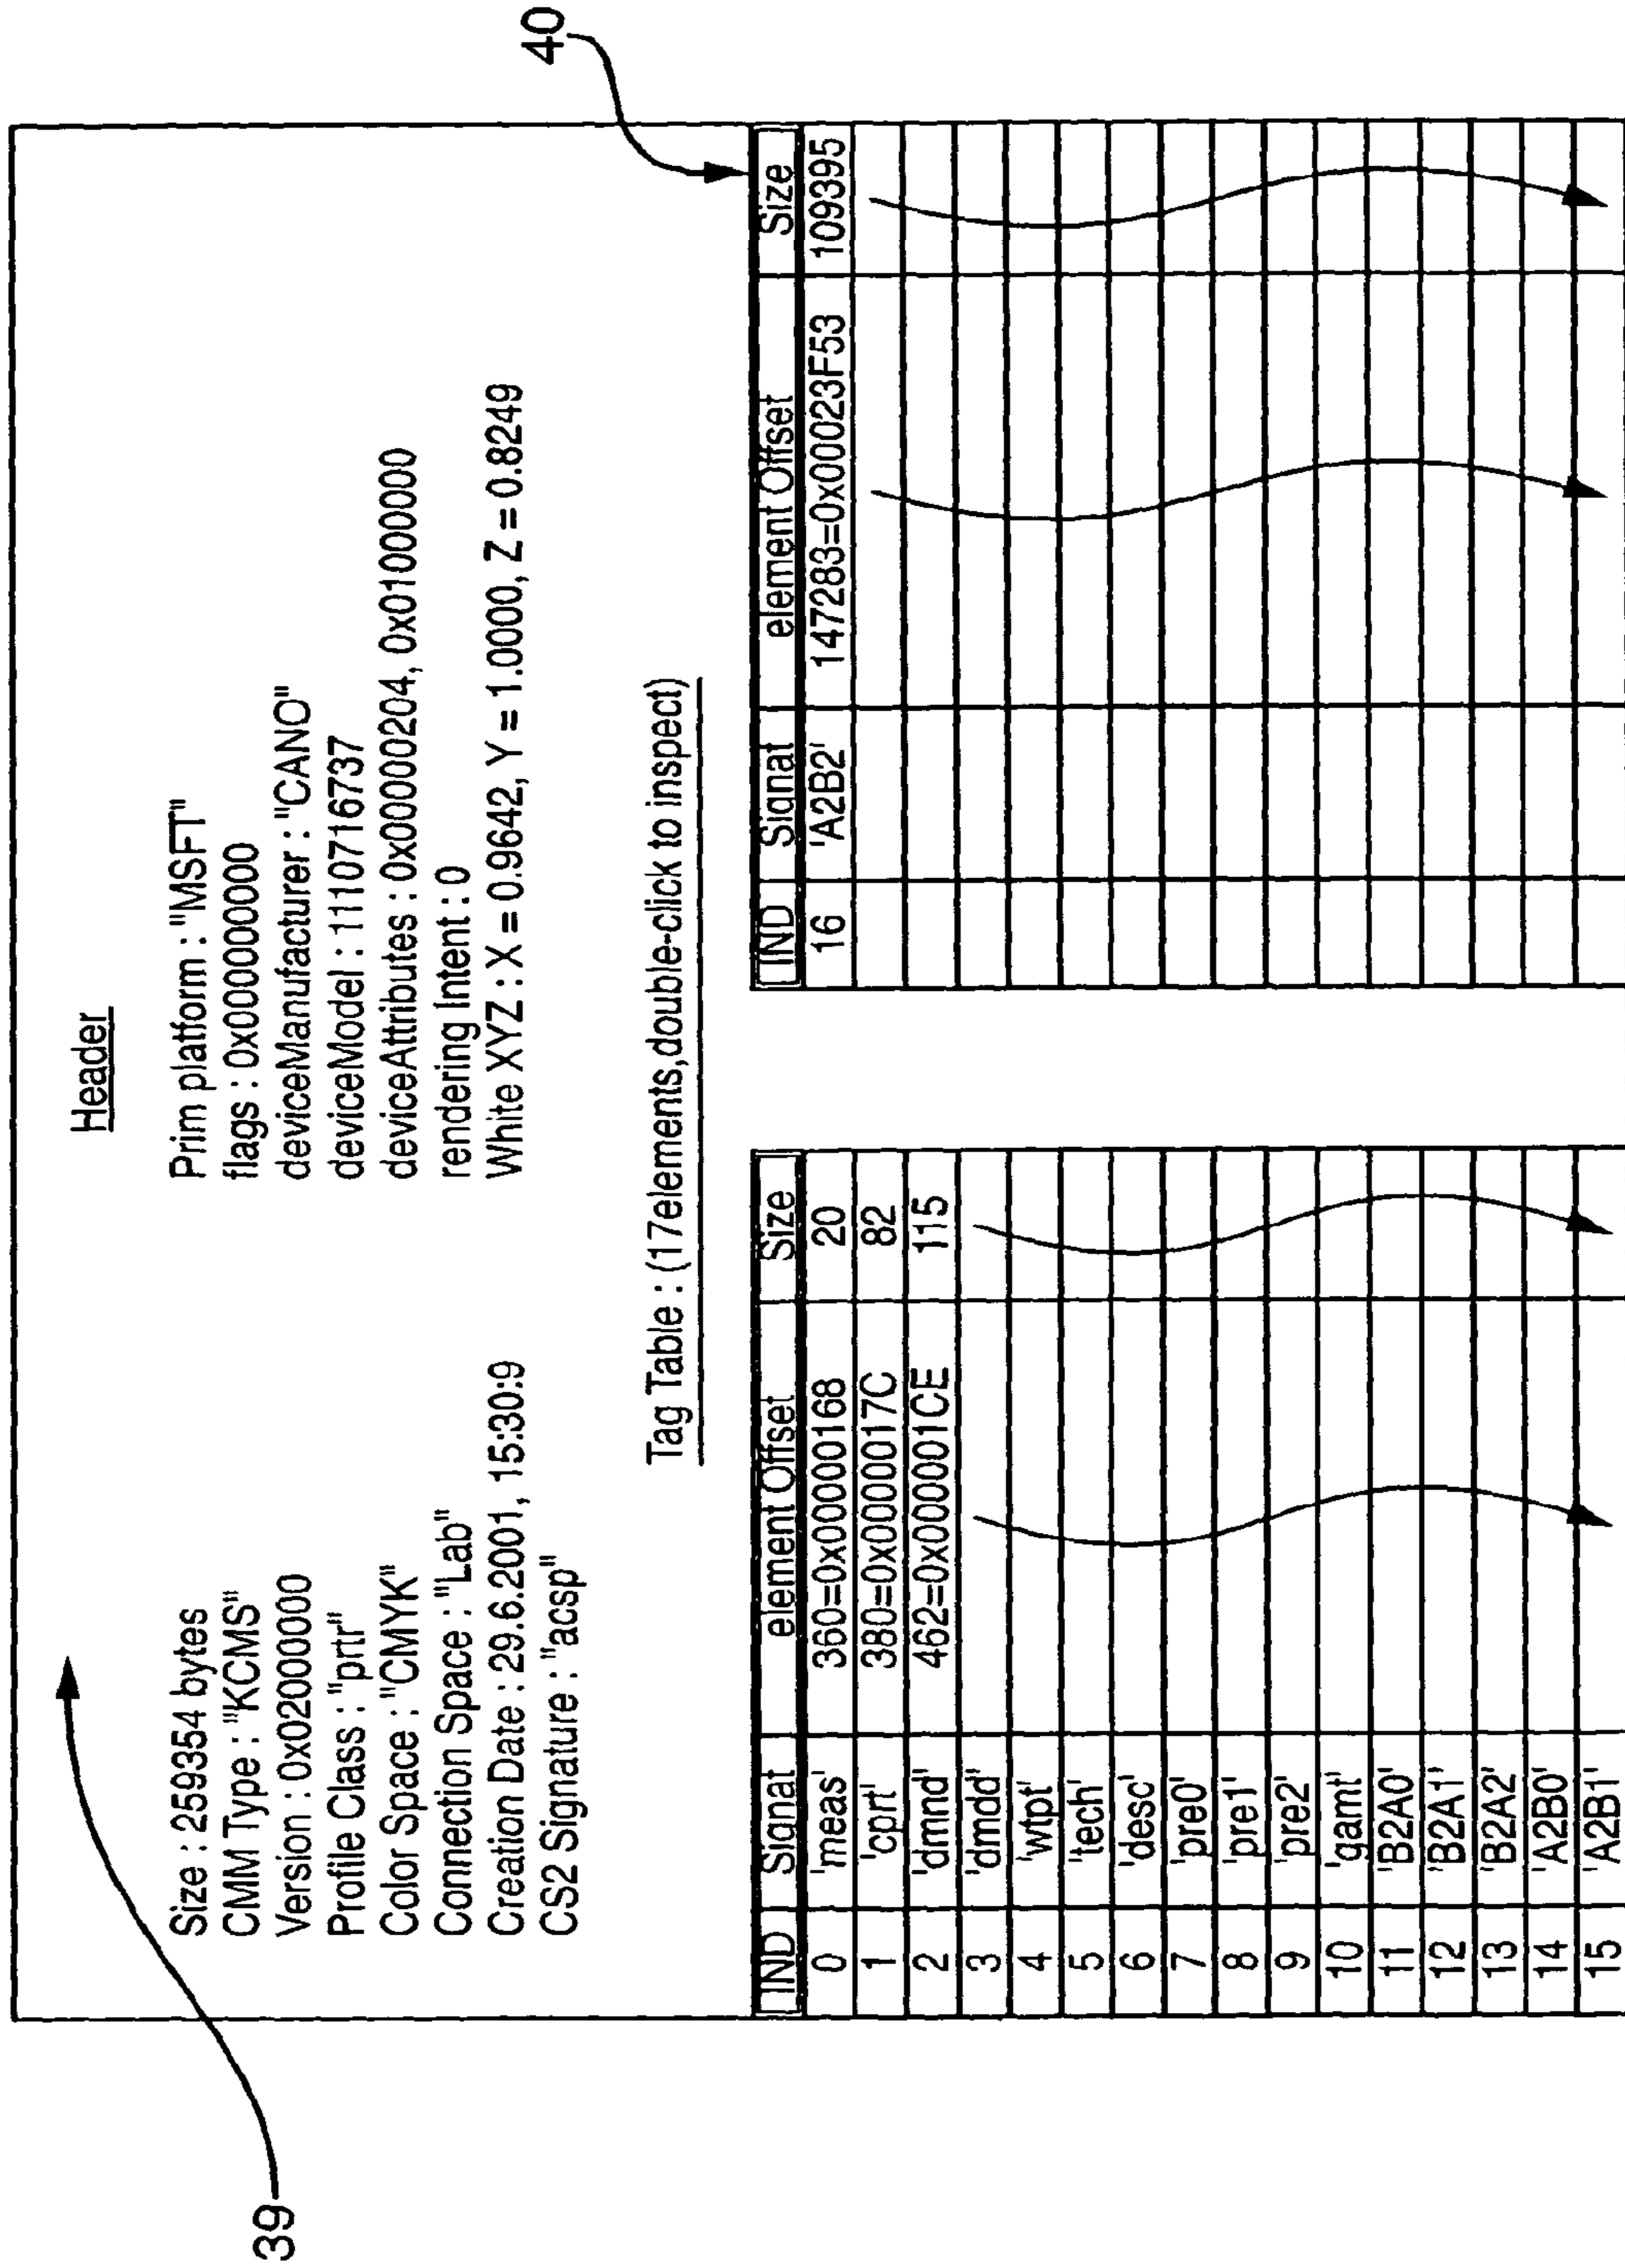 39
Header
Size : 259354 bytes
CMM Type : "KCMS"
Version : 0x02000000
Profile Class : "prtr"
Color Space : "CMYK"
Connection Space : "Lab"
Creation Date : 29.6.2001, 15:30:9
CS2 Signature : "acsp"
Prim platform : "MSFT"
flags : 0x00000000
deviceManufacturer : "CANO"
deviceModel : 1110716737
deviceAttributes : 0x00000204, 0x01000000
rendering Intent : 0
White XYZ : X = 0.9642, Y = 1.0000, Z = 0.8249
40
Tag Table : (17elements,double-click to inspect)
IND Signat element Offset Size
0 'meas' 360=0x00000168 20
1 'cprt' 380=0x0000017C 82
2 'dmnd' 462=0x000001CE 115
3 'dmdd'
4 'wtpt'
5 'tech'
6 'desc'
7 'pre0'
8 'pre1'
9 'pre2'
10 'gamt'
11 'B2A0'
12 'B2A1'
13 'B2A2'
14 'A2B0'
15 'A2B1'
IND Signat element Offset Size
16 'A2B2' 147283=0x00023F53 109395